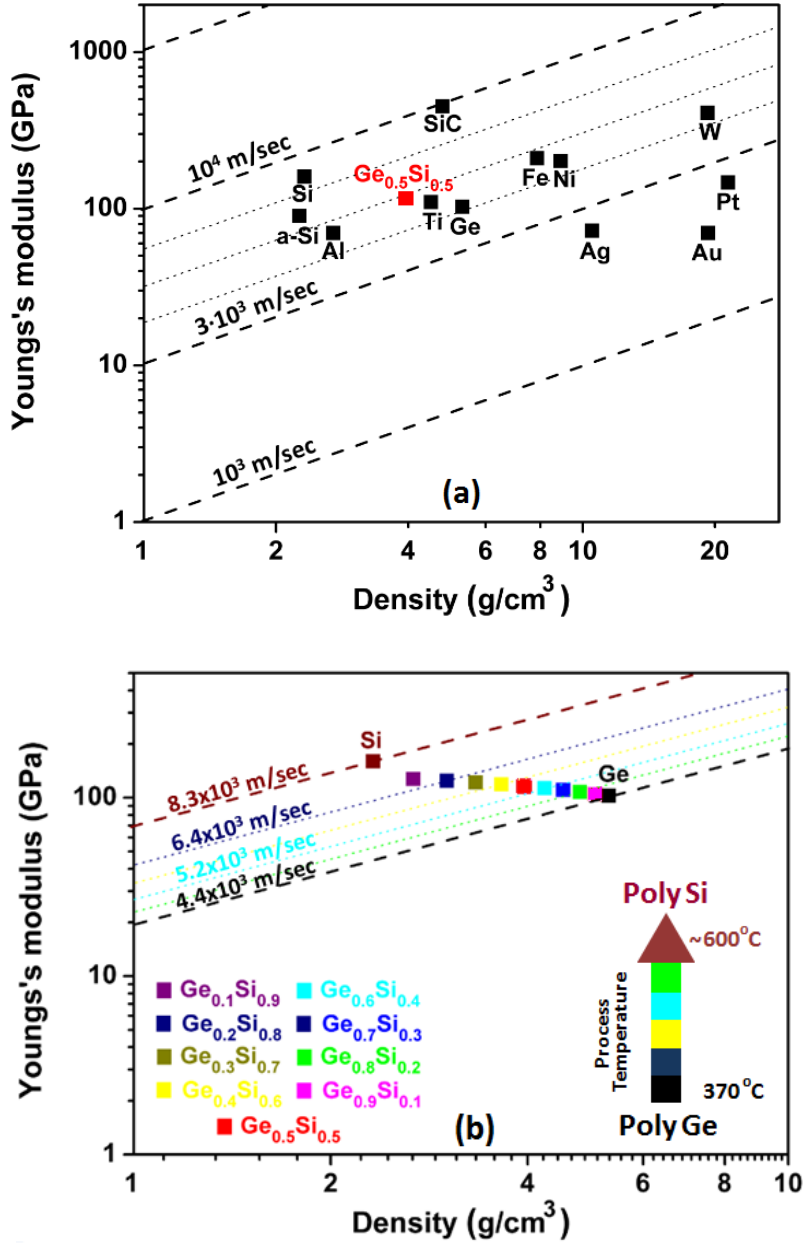 Youngs's modulus (GPa)
1000
100
10
1
10⁴ m/sec
3·10³ m/sec
10³ m/sec
SiC
W
Si
Ge₀.₅Si₀.₅
Fe
Ni
Pt
a-Si
Al
Ti
Ge
Ag
Au
(a)
1 2 4 6 8 10 20
Density (g/cm³)
Youngs's modulus (GPa)
100
10
1
Si
Ge
8.3x10³ m/sec
6.4x10³ m/sec
5.2x10³ m/sec
4.4x10³ m/sec
Poly Si
~600°C
Process
Temperature
370 °C
Poly Ge
Ge₀.₁Si₀.₉ Ge₀.₆Si₀.₄
Ge₀.₂Si₀.₈ Ge₀.₇Si₀.₃
Ge₀.₃Si₀.₇ Ge₀.₈Si₀.₂
Ge₀.₄Si₀.₆ Ge₀.₉Si₀.₁
Ge₀.₅Si₀.₅
(b)
1 2 4 6 8 10
Density (g/cm³)